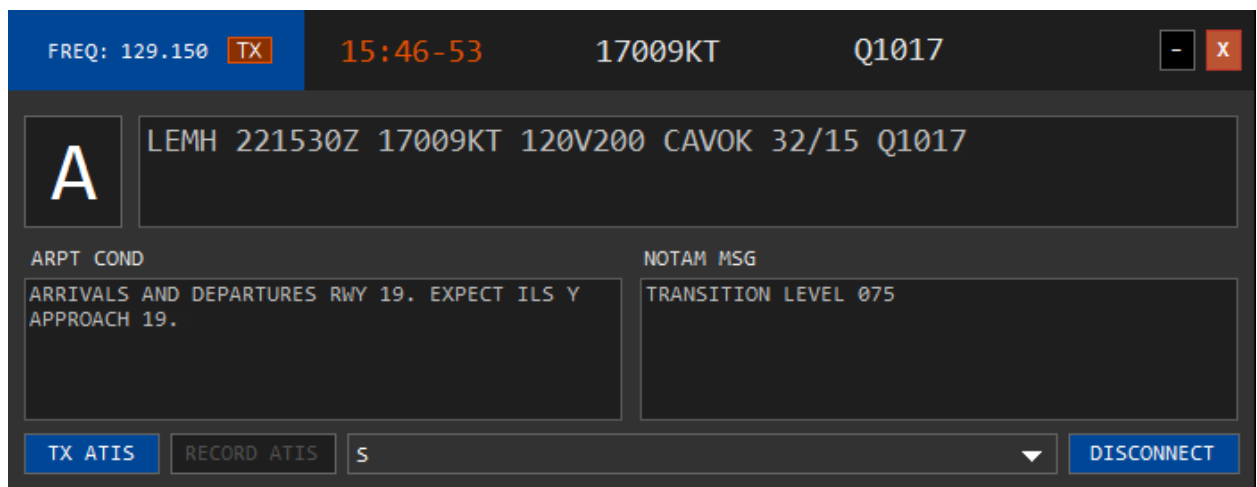 FREQ: 129.150 TX 15:46-53 17009KT Q1017 - X
A
LEMH 221530Z 17009KT 120V200 CAVOK 32/15 Q1017
ARPT COND
ARRIVALS AND DEPARTURES RWY 19. EXPECT ILS Y
APPROACH 19.
NOTAM MSG
TRANSITION LEVEL 075
TX ATIS RECORD ATIS S DISCONNECT